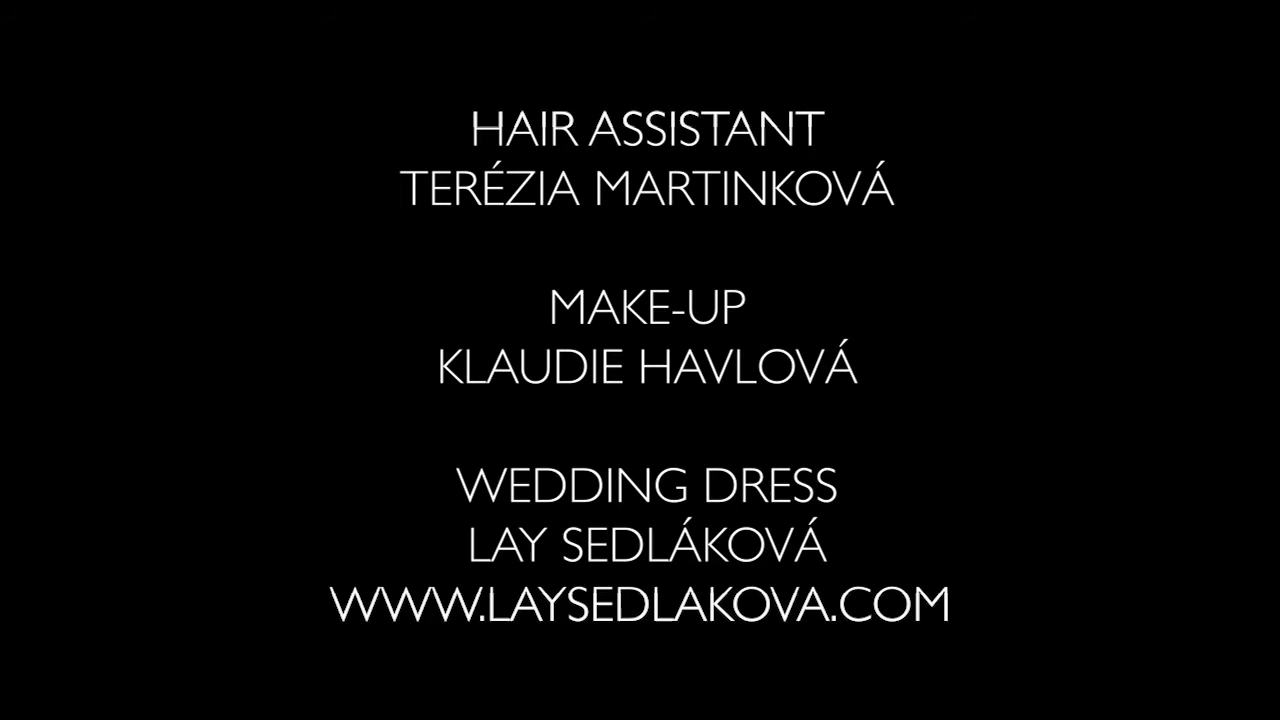 HAIR ASSISTANT
TERÉZIA MARTINKOVÁ
MAKE-UP
KLAUDIE HAVLOVÁ
WEDDING DRESS
LAY SEDLÁKOVÁ
WWW.LAYSEDLAKOVA.COM